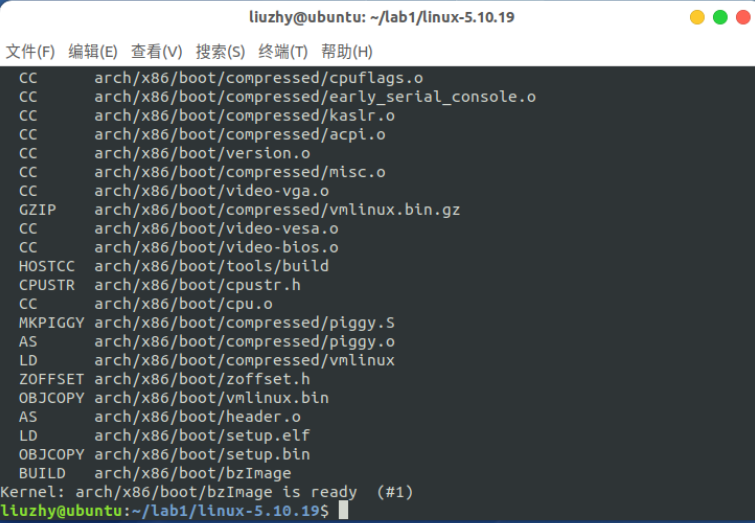 liuzhy@ubuntu: ~/lab1/linux-5.10.19
文件(F) 编辑(E) 查看(V) 搜索(S) 终端(T) 帮助(H)
CC arch/x86/boot/compressed/cpuflags.o
CC arch/x86/boot/compressed/early_serial_console.o
CC arch/x86/boot/compressed/kaslr.o
CC arch/x86/boot/compressed/acpi.o
CC arch/x86/boot/version.o
CC arch/x86/boot/compressed/misc.o
CC arch/x86/boot/video-vga.o
GZIP arch/x86/boot/compressed/vmlinux.bin.gz
CC arch/x86/boot/video-vesa.o
CC arch/x86/boot/video-bios.o
HOSTCC arch/x86/boot/tools/build
CPUSTR arch/x86/boot/cpustr.h
CC arch/x86/boot/cpu.o
MKPIGGY arch/x86/boot/compressed/piggy.S
AS arch/x86/boot/compressed/piggy.o
LD arch/x86/boot/compressed/vmlinux
ZOFFSET arch/x86/boot/zoffset.h
OBJCOPY arch/x86/boot/vmlinux.bin
AS arch/x86/boot/header.o
LD arch/x86/boot/setup.elf
OBJCOPY arch/x86/boot/setup.bin
BUILD arch/x86/boot/bzImage
Kernel: arch/x86/boot/bzImage is ready (#1)
liuzhy@ubuntu:~/lab1/linux-5.10.19$